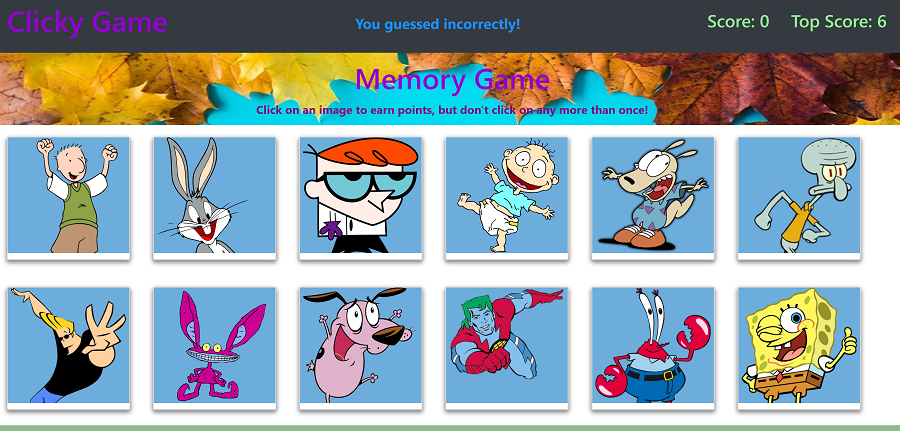 Clicky Game
You guessed incorrectly!
Score: 0 Top Score: 6
Memory Game
Click on an image to earn points, but don't click on any more than once!